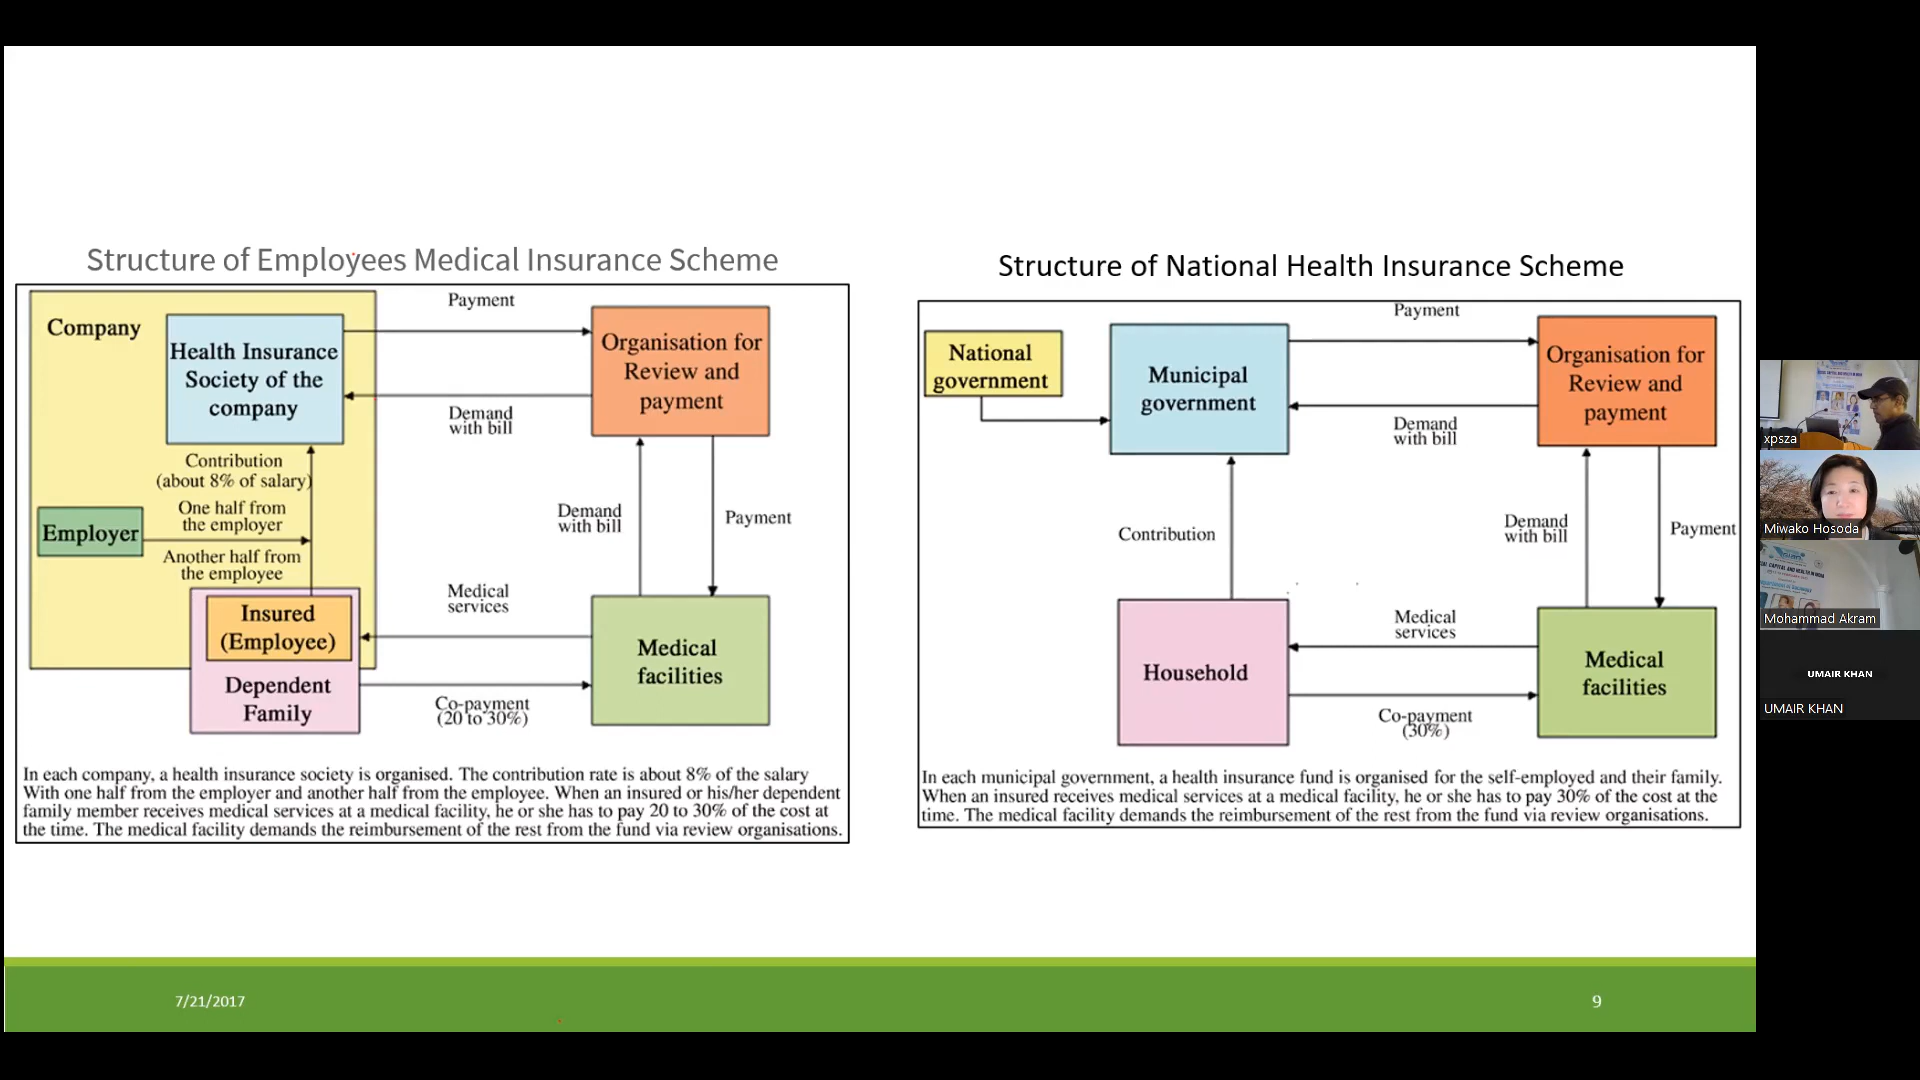 Structure of Employees Medical Insurance Scheme
Company
Health Insurance
Society of the
company
Payment
Organisation for
Review and
payment
Demand
with bill
Contribution
(about 8% of salary)
One half from
the employer
Employer
Another half from
the employee
Demand
with bill
Payment
Insured
(Employee)
Dependent
Family
Medical
services
Co-payment
(20 to 30%)
Medical
facilities
In each company, a health insurance society is organised. The contribution rate is about 8% of the salary
With one half from the employer and another half from the employee. When an insured or his/her dependent
family member receives medical services at a medical facility, he or she has to pay 20 to 30% of the cost at
the time. The medical facility demands the reimbursement of the rest from the fund via review organisations.
Structure of National Health Insurance Scheme
National
government
Municipal
government
Payment
Organisation for
Review and
payment
Demand
with bill
Contribution
Demand
with bill
Payment
Household
Medical
services
Co-payment
(30%)
Medical
facilities
In each municipal government, a health insurance fund is organised for the self-employed and their family.
When an insured receives medical services at a medical facility, he or she has to pay 30% of the cost at the
time. The medical facility demands the reimbursement of the rest from the fund via review organisations.
7/21/2017
9
xpsza
Miwako Hosoda
AL CAPITAL AND HEALTH IN INDIA
Mohammad Akram
UMAIR KHAN
UMAIR KHAN